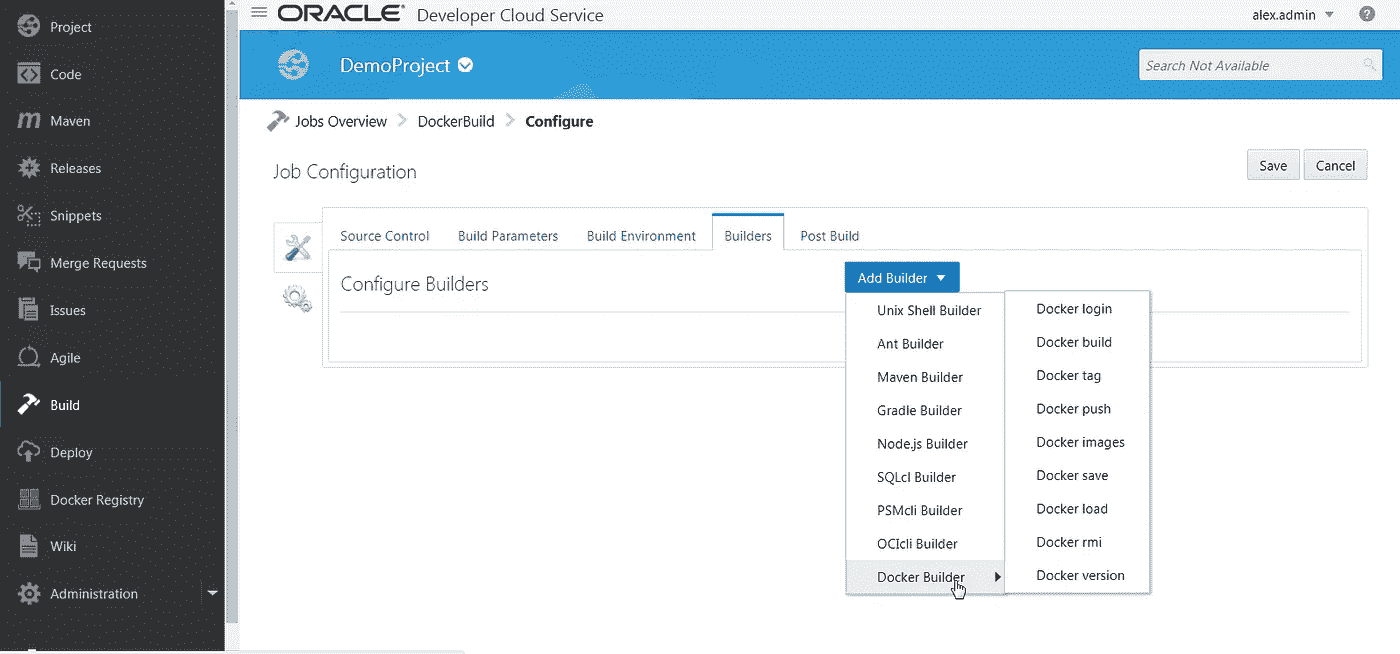 Project
Code
Maven
Releases
Snippets
Merge Requests
Issues
Agile
Build
Deploy
Docker Registry
Wiki
Administration
ORACLE® Developer Cloud Service
alex.admin
DemoProject
Search Not Available
Jobs Overview > DockerBuild > Configure
Job Configuration
Save Cancel
Source Control Build Parameters Build Environment Builders Post Build
Configure Builders
Add Builder
Unix Shell Builder
Ant Builder
Maven Builder
Gradle Builder
Node.js Builder
SQLcl Builder
PSMcli Builder
OCIcli Builder
Docker Builder
Docker login
Docker build
Docker tag
Docker push
Docker images
Docker save
Docker load
Docker rmi
Docker version